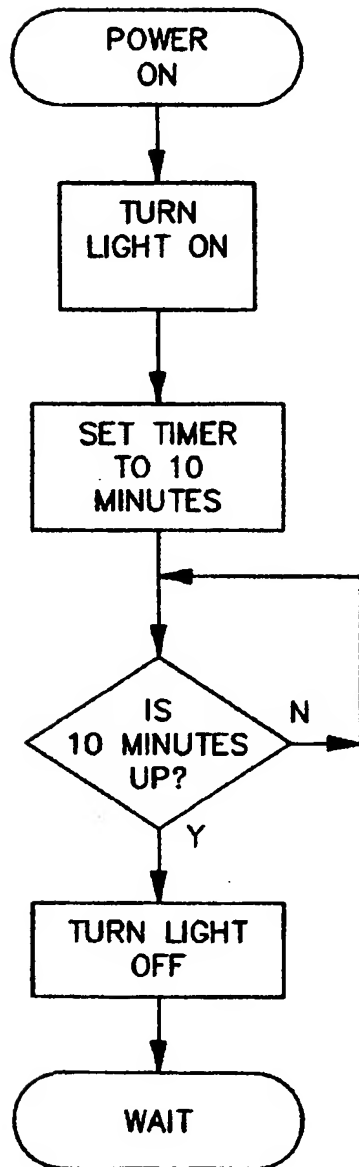 POWER
ON
TURN
LIGHT ON
SET TIMER
TO 10
MINUTES
IS
10 MINUTES
UP?
N
Y
TURN LIGHT
OFF
WAIT